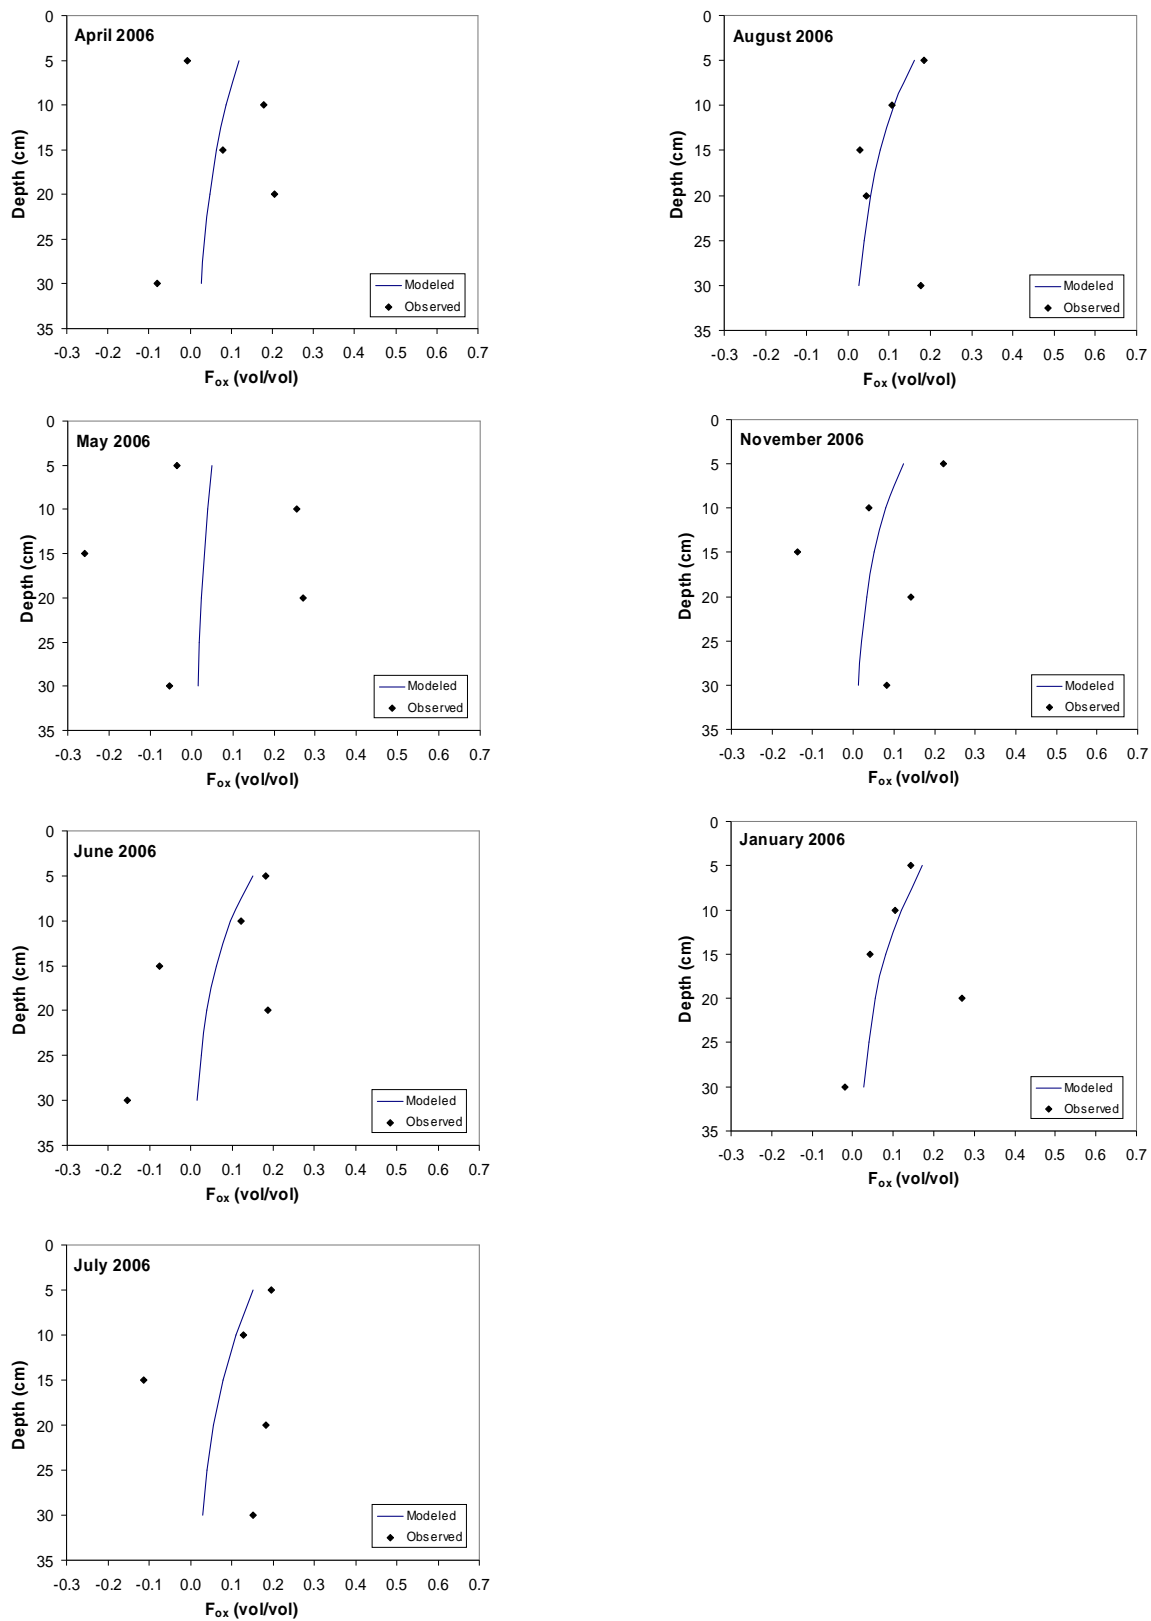 April 2006
0
5
10
15
20
25
30
35
Depth (cm)
-0.3 -0.2 -0.1 0.0 0.1 0.2 0.3 0.4 0.5 0.6 0.7
Fox (vol/vol)
Modeled
Observed
May 2006
0
5
10
15
20
25
30
35
Depth (cm)
-0.3 -0.2 -0.1 0.0 0.1 0.2 0.3 0.4 0.5 0.6 0.7
Fox (vol/vol)
Modeled
Observed
June 2006
0
5
10
15
20
25
30
35
Depth (cm)
-0.3 -0.2 -0.1 0.0 0.1 0.2 0.3 0.4 0.5 0.6 0.7
Fox (vol/vol)
Modeled
Observed
July 2006
0
5
10
15
20
25
30
35
Depth (cm)
-0.3 -0.2 -0.1 0.0 0.1 0.2 0.3 0.4 0.5 0.6 0.7
Fox (vol/vol)
Modeled
Observed
August 2006
0
5
10
15
20
25
30
35
Depth (cm)
-0.3 -0.2 -0.1 0.0 0.1 0.2 0.3 0.4 0.5 0.6 0.7
Fox (vol/vol)
Modeled
Observed
November 2006
0
5
10
15
20
25
30
35
Depth (cm)
-0.3 -0.2 -0.1 0.0 0.1 0.2 0.3 0.4 0.5 0.6 0.7
Fox (vol/vol)
Modeled
Observed
January 2006
0
5
10
15
20
25
30
35
Depth (cm)
-0.3 -0.2 -0.1 0.0 0.1 0.2 0.3 0.4 0.5 0.6 0.7
Fox (vol/vol)
Modeled
Observed